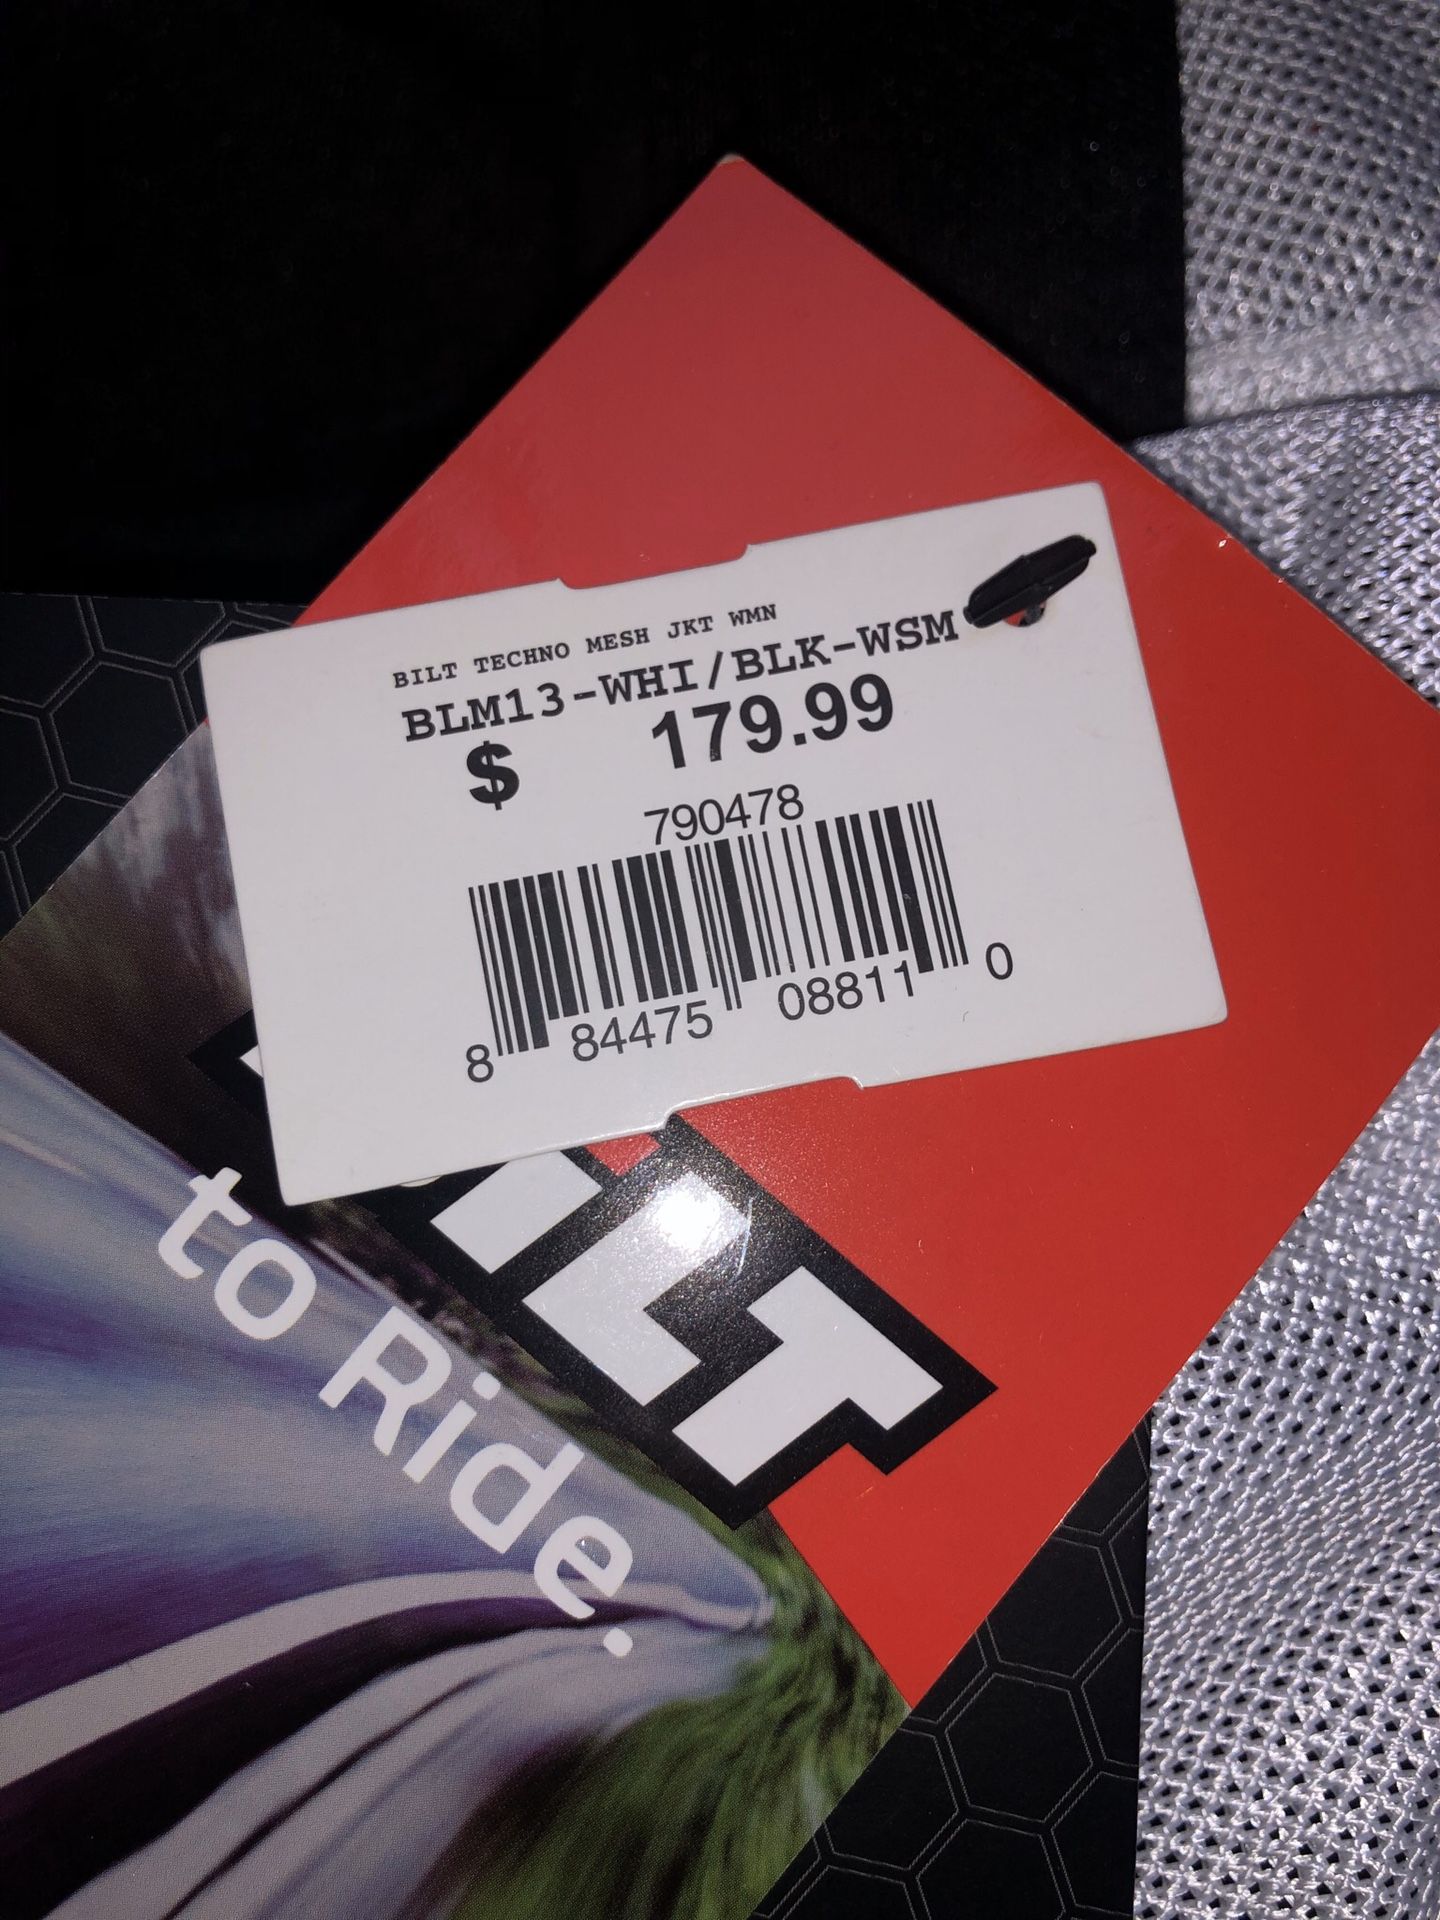 BILT TECHNO MESH JKT WMN
BLM13-WHI/BLK-WSM
$ 179.99
790478
8 84475 08811 0
to Ride.